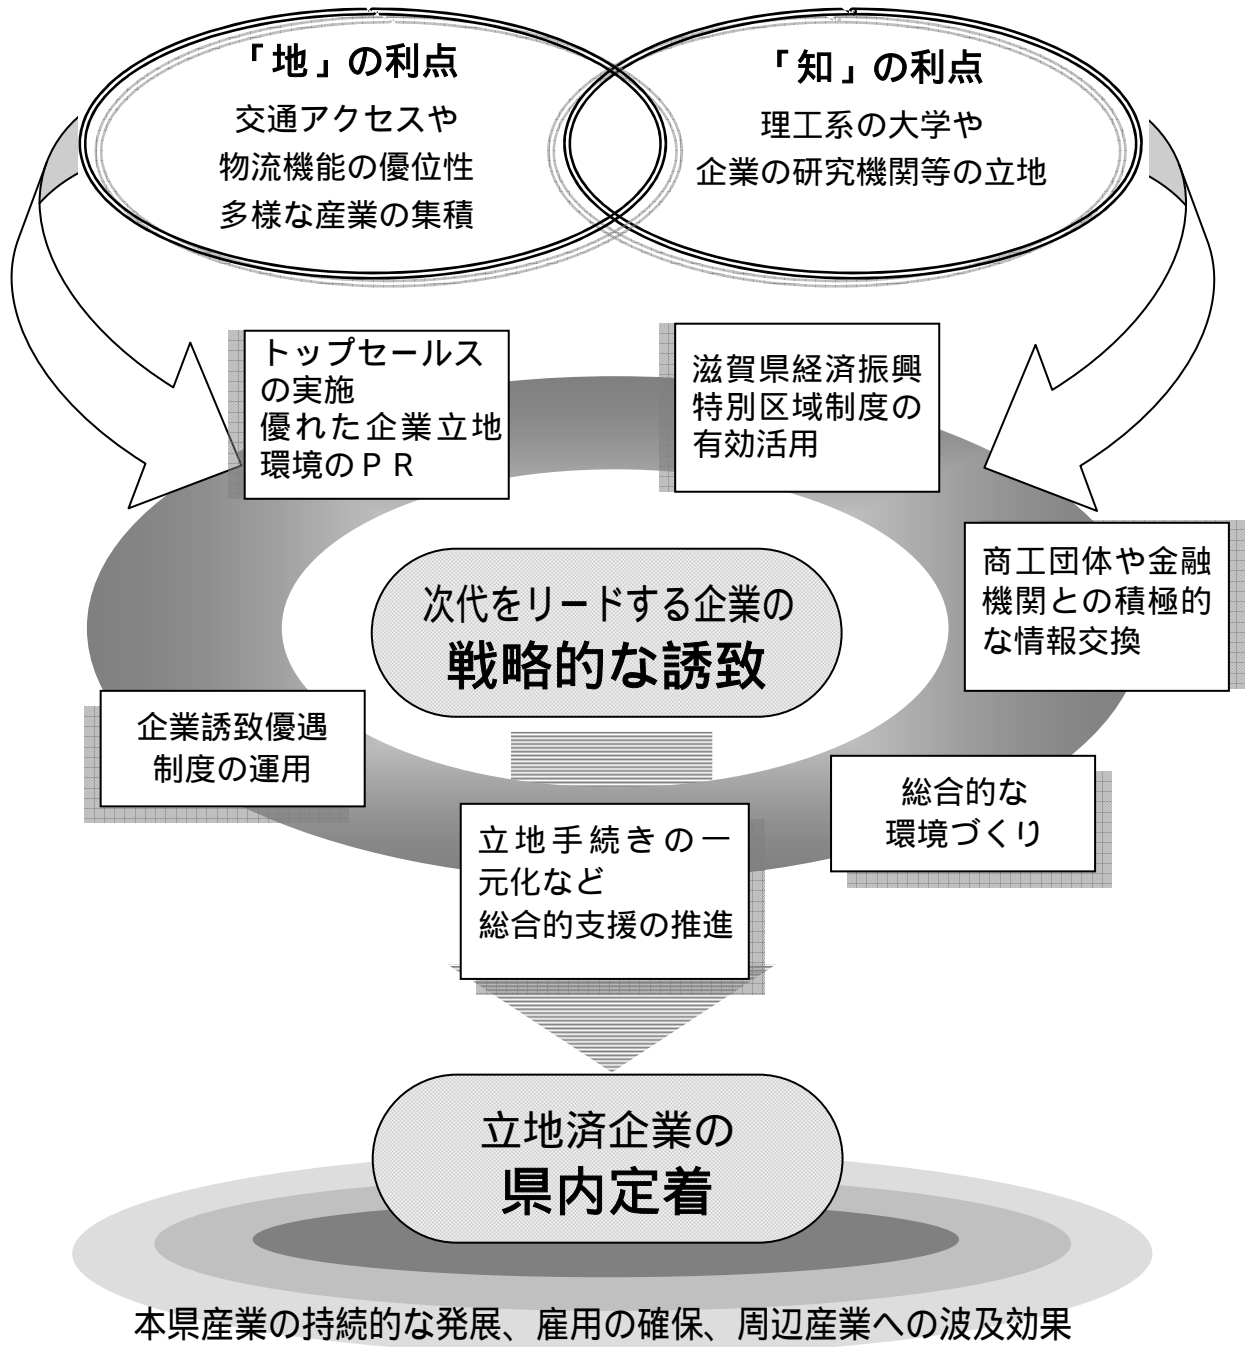 「地」の利点
交通アクセスや
物流機能の優位性
多様な産業の集積
「知」の利点
理工系の大学や
企業の研究機関等の立地
トップセールス
の実施
優れた企業立地
環境のＰＲ
滋賀県経済振興
特別区域制度の
有効活用
商工団体や金融
機関との積極的
な情報交換
次代をリードする企業の
戦略的な誘致
企業誘致優遇
制度の運用
総合的な
環境づくり
立地手続きの一
元化など
総合的支援の推進
立地済企業の
県内定着
本県産業の持続的な発展、雇用の確保、周辺産業への波及効果